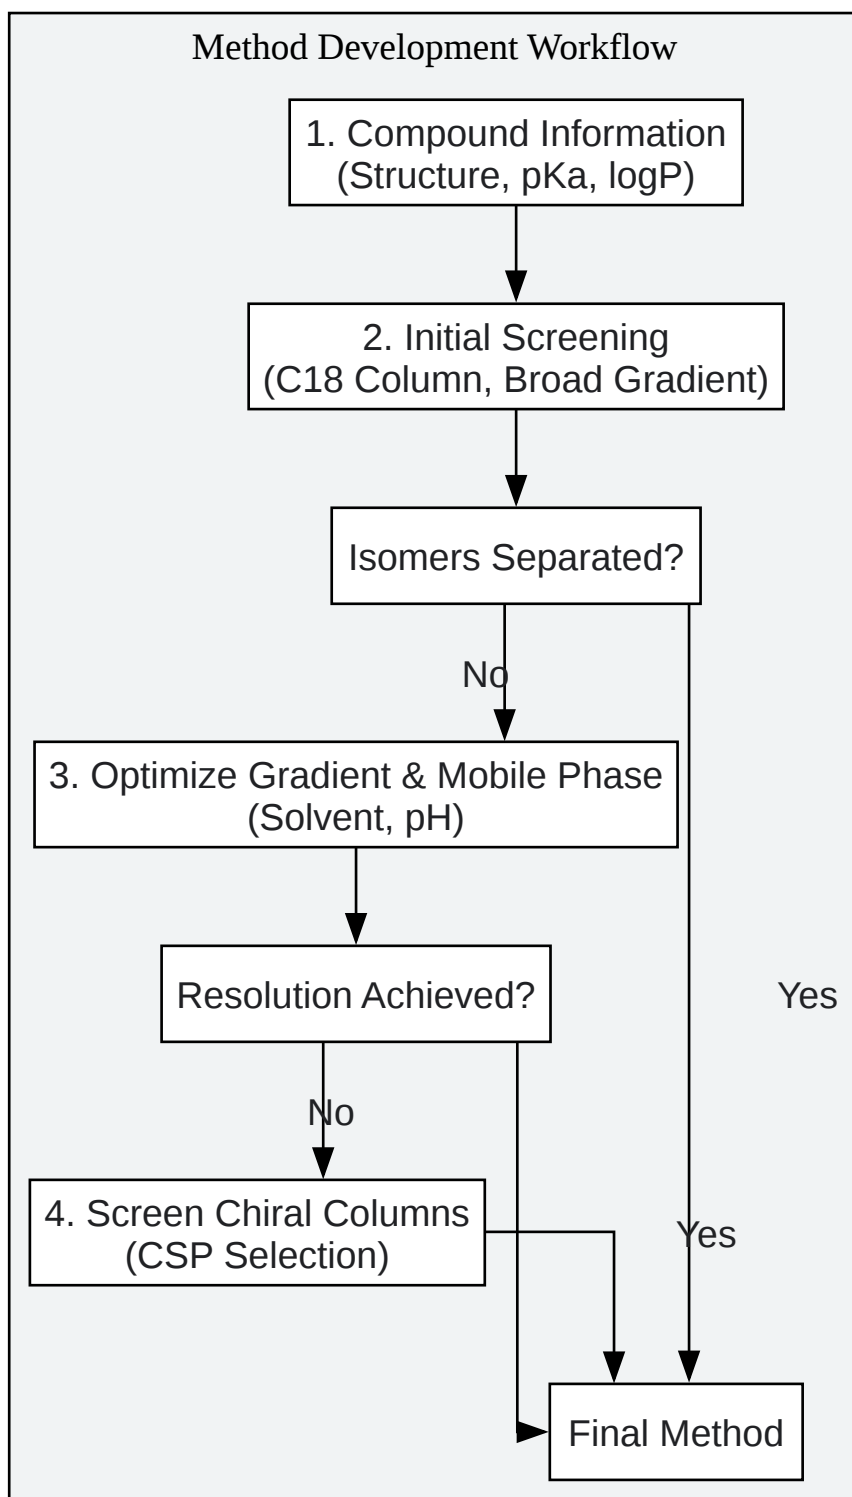 Method Development Workflow
1. Compound Information
(Structure, pKa, logP)
2. Initial Screening
(C18 Column, Broad Gradient)
Isomers Separated?
No
3. Optimize Gradient & Mobile Phase
(Solvent, pH)
Resolution Achieved?
Yes
No
4. Screen Chiral Columns
(CSP Selection)
Yes
Final Method